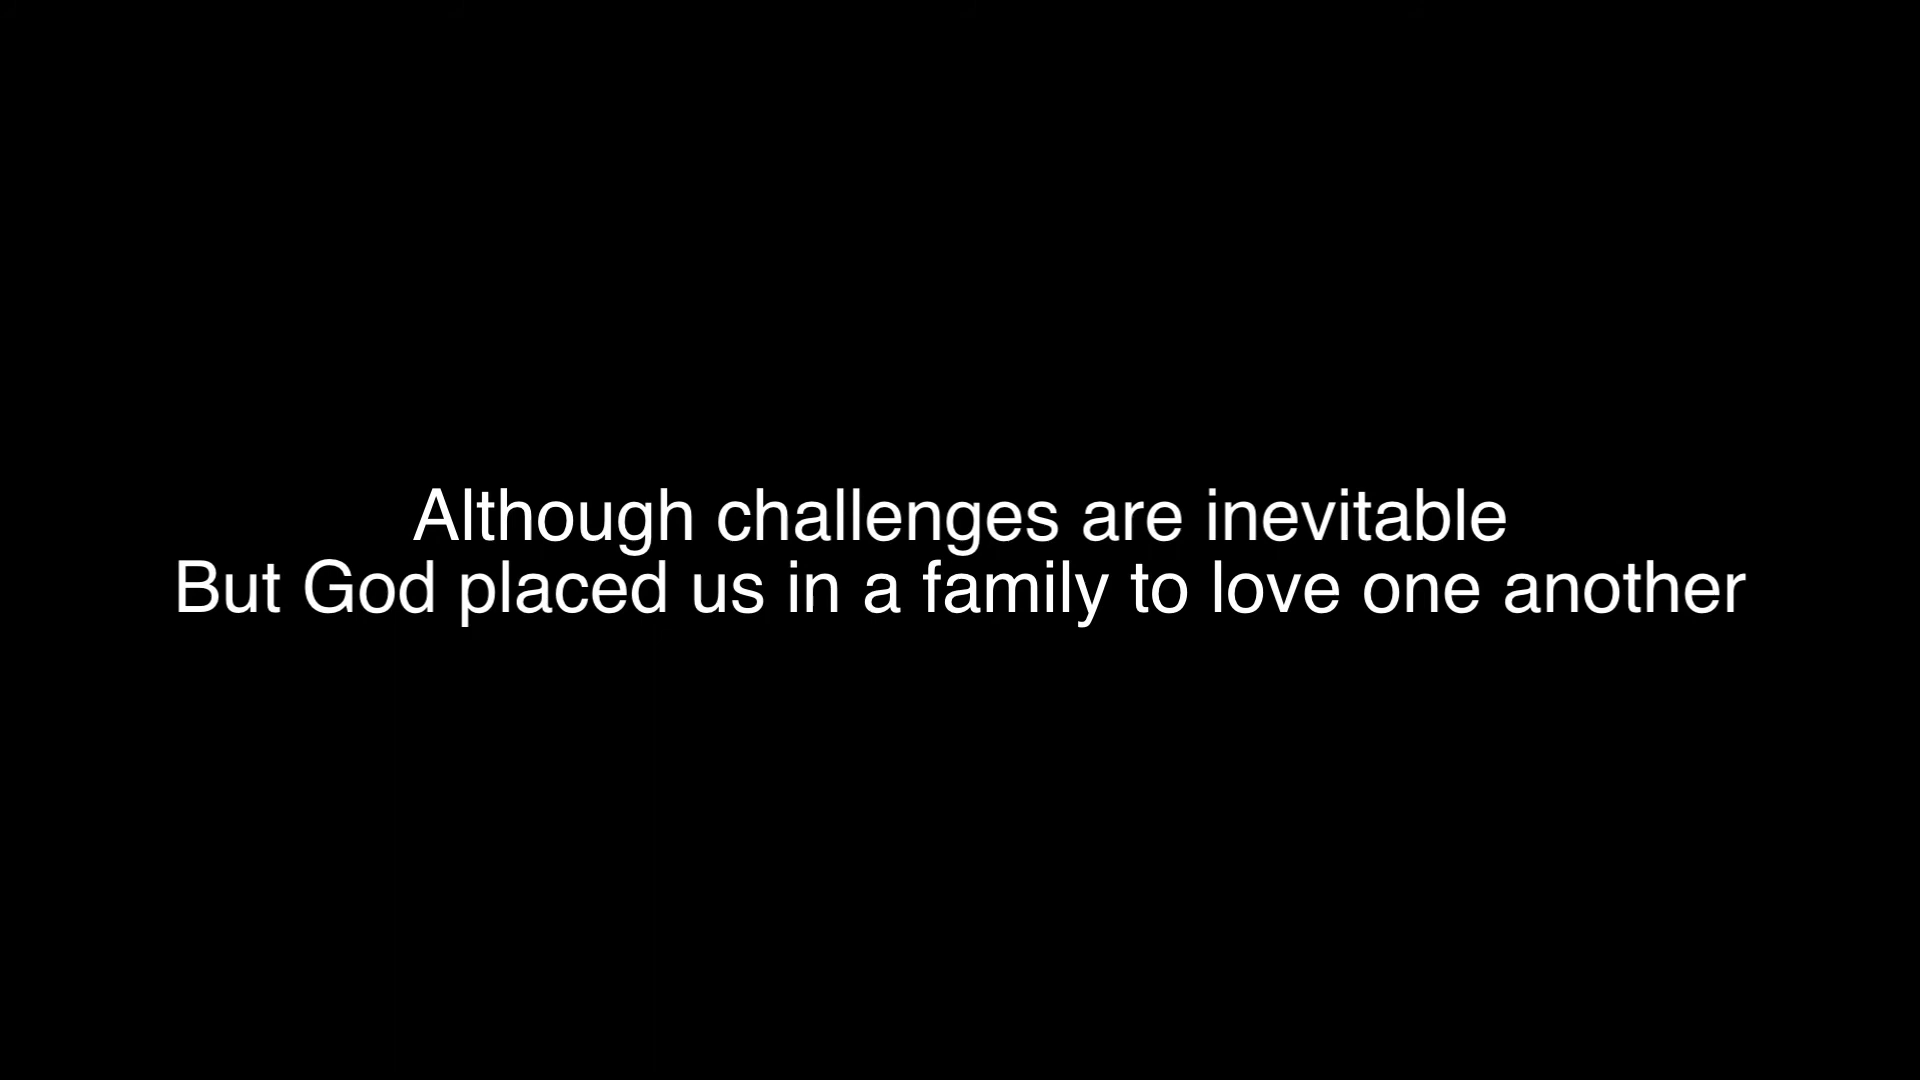 Although challenges are inevitable
But God placed us in a family to love one another